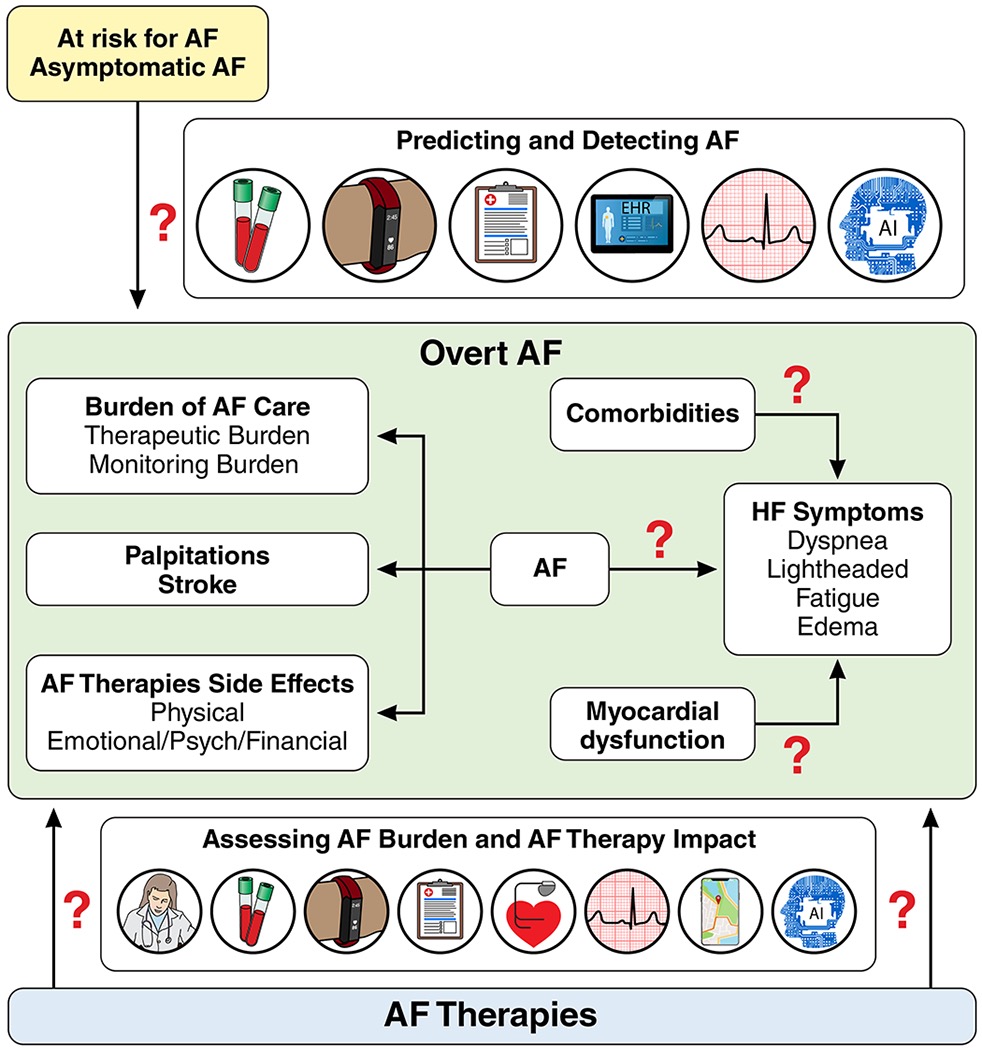 At risk for AF
Asymptomatic AF
Predicting and Detecting AF
?
2:45
86
EHR
AI
Overt AF
Burden of AF Care
Therapeutic Burden
Monitoring Burden
Comorbidities
?
Palpitations
Stroke
AF
?
HF Symptoms
Dyspnea
Lightheaded
Fatigue
Edema
AF Therapies Side Effects
Physical
Emotional/Psych/Financial
Myocardial
dysfunction
?
Assessing AF Burden and AF Therapy Impact
?
2:45
86
AI
?
AF Therapies